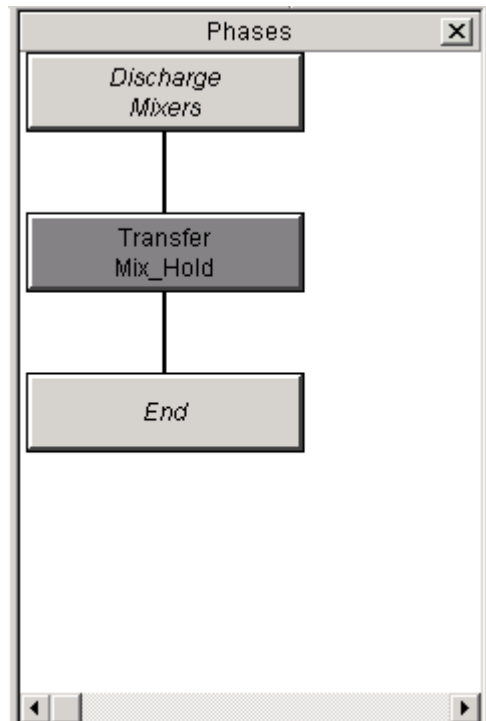 Phases
Discharge
Mixers
Transfer
Mix_Hold
End